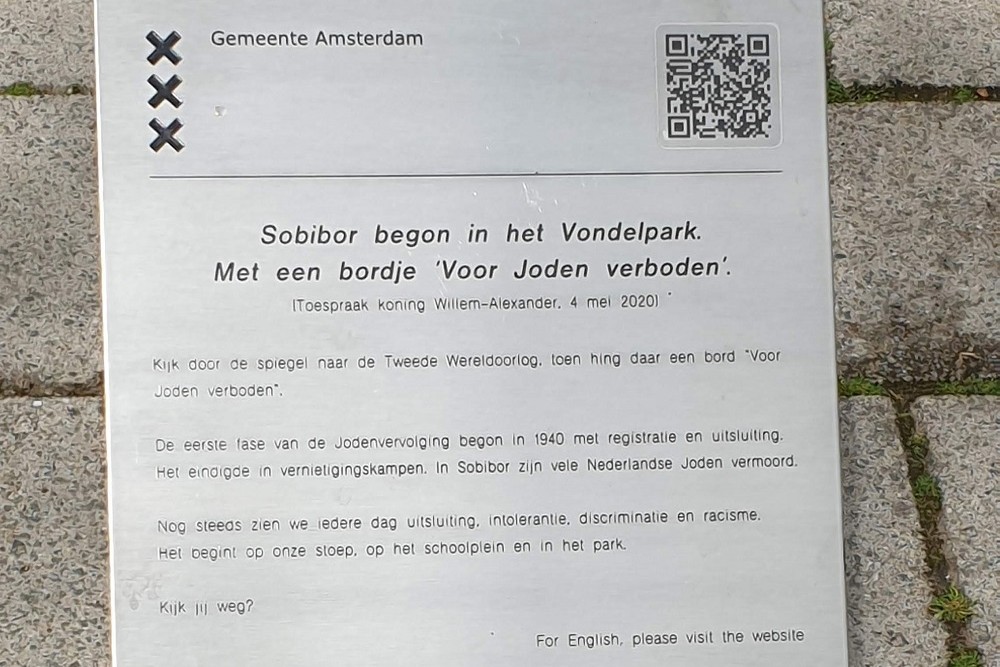 Gemeente Amsterdam
Sobibor begon in het Vondelpark.
Met een bordje 'Voor Joden verboden'.
(Toespraak koning Willem-Alexander, 4 mei 2020)
Kijk door de spiegel naar de Tweede Wereldoorlog, toen hing daar een bord "Voor
Joden verboden".
De eerste fase van de Jodenvervolging begon in 1940 met registratie en uitsluiting.
Het eindigde in vernietigingskampen. In Sobibor zijn vele Nederlandse Joden vermoord.
Nog steeds zien we iedere dag uitsluiting, intolerantie, discriminatie en racisme.
Het begint op onze stoep, op het schoolplein en in het park.
Kijk jij weg?
For English, please visit the website